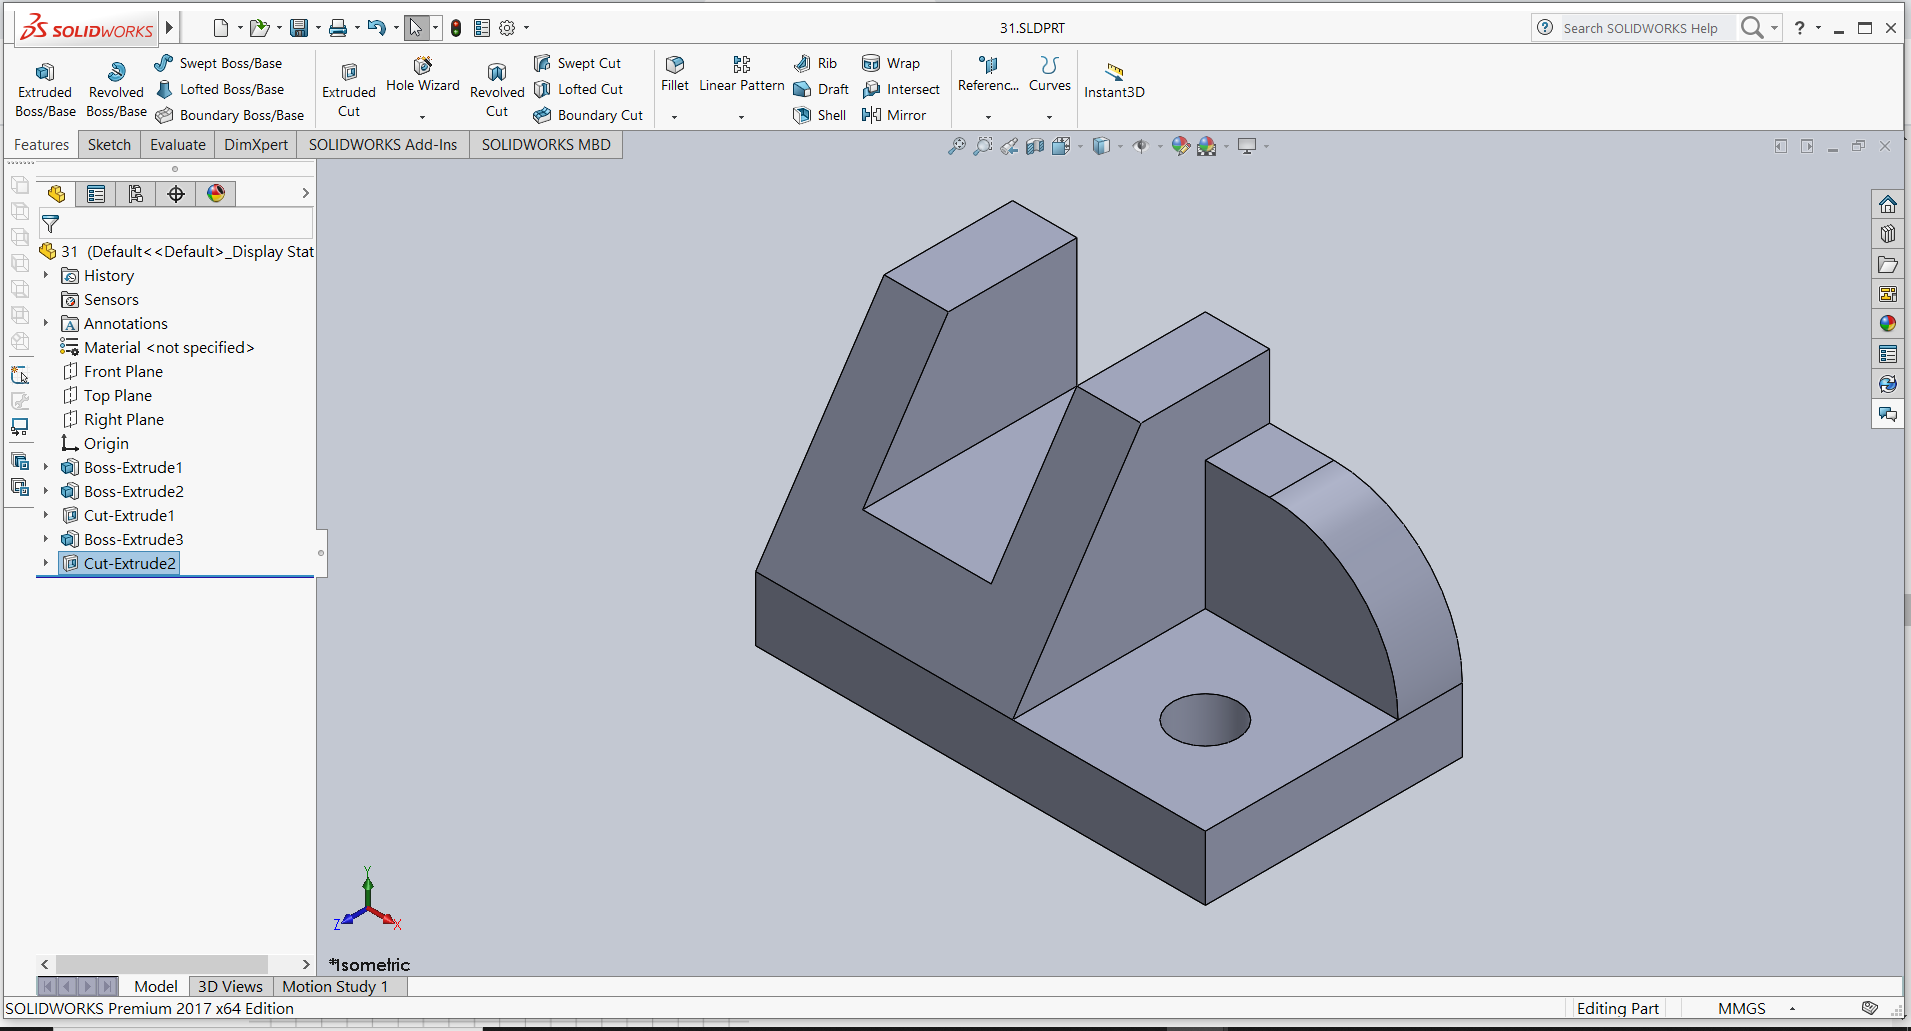 SOLIDWORKS
31.SLDPRT
Search SOLIDWORKS Help
?
Extruded Boss/Base
Revolved Boss/Base
Swept Boss/Base
Lofted Boss/Base
Boundary Boss/Base
Extruded Cut
Hole Wizard
Revolved Cut
Swept Cut
Lofted Cut
Boundary Cut
Fillet
Linear Pattern
Rib
Draft
Shell
Wrap
Intersect
Mirror
Referenc...
Curves
Instant3D
Features
Sketch
Evaluate
DimXpert
SOLIDWORKS Add-Ins
SOLIDWORKS MBD
31 (Default<<Default>_Display Stat
History
Sensors
Annotations
Material <not specified>
Front Plane
Top Plane
Right Plane
Origin
Boss-Extrude1
Boss-Extrude2
Cut-Extrude1
Boss-Extrude3
Cut-Extrude2
Y
Z
X
*Isometric
Model
3D Views
Motion Study 1
SOLIDWORKS Premium 2017 x64 Edition
Editing Part
MMGS